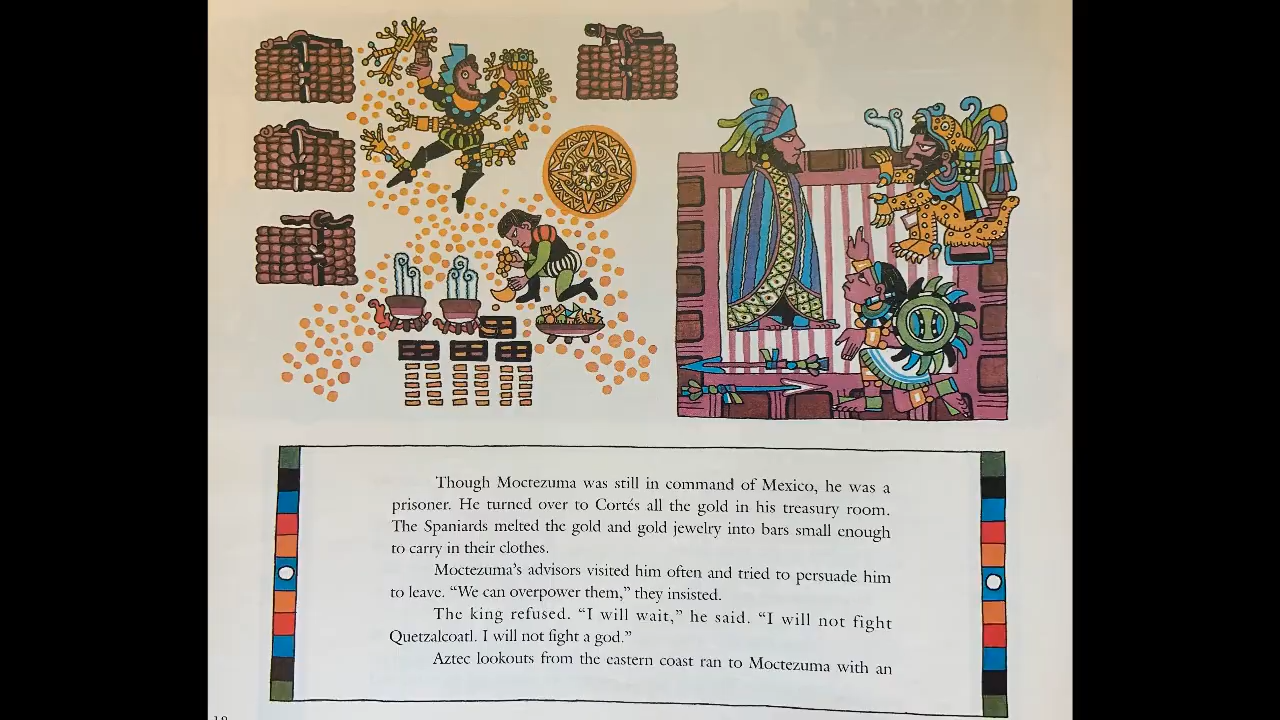 Though Moctezuma was still in command of Mexico, he was a
prisoner. He turned over to Cortés all the gold in his treasury room.
The Spaniards melted the gold and gold jewelry into bars small enough
to carry in their clothes.
Moctezuma's advisors visited him often and tried to persuade him
to leave. “We can overpower them,” they insisted.
The king refused. “I will wait,” he said. “I will not fight
Quetzalcoatl. I will not fight a god.”
Aztec lookouts from the eastern coast ran to Moctezuma with an